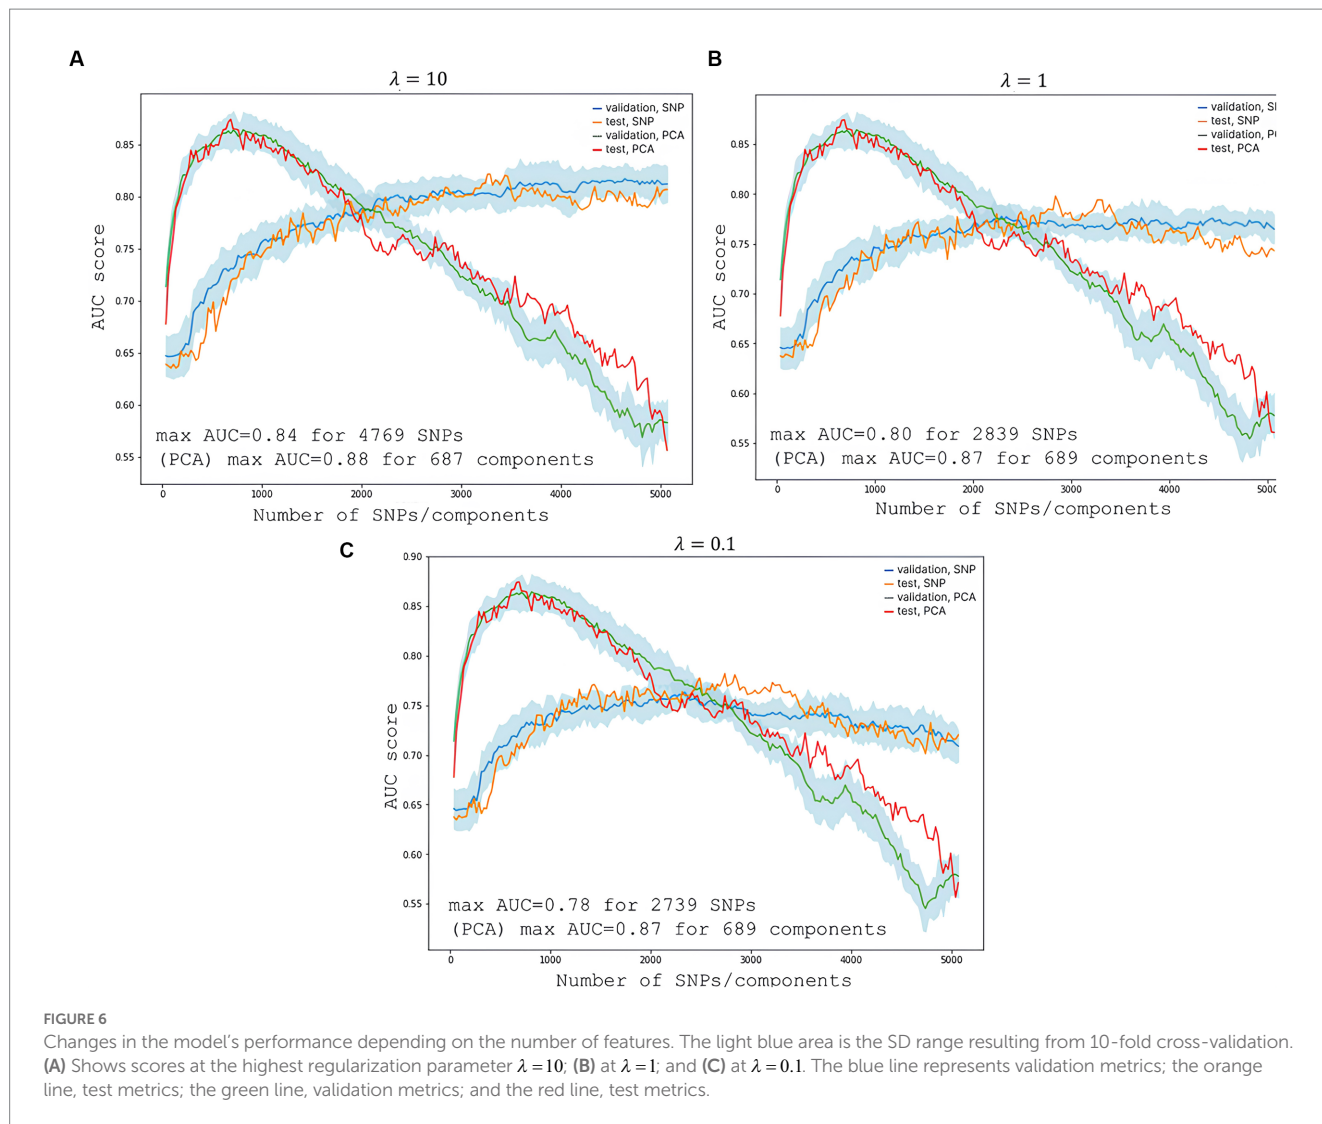 A
λ = 10
validation, SNP
test, SNP
validation, PCA
test, PCA
0.85
0.80
0.75
0.70
0.65
0.60
0.55
AUC score
max AUC=0.84 for 4769 SNPs
(PCA) max AUC=0.88 for 687 components
0 1000 2000 3000 4000 5000
Number of SNPs/components
B
λ = 1
validation, SI
test, SNP
validation, P(
test, PCA
0.85
0.80
0.75
0.70
0.65
0.60
0.55
AUC score
max AUC=0.80 for 2839 SNPs
(PCA) max AUC=0.87 for 689 components
0 1000 2000 3000 4000 500
Number of SNPs/components
C
λ = 0.1
validation, SNP
test, SNP
validation, PCA
test, PCA
0.90
0.85
0.80
0.75
0.70
0.65
0.60
0.55
AUC score
max AUC=0.78 for 2739 SNPs
(PCA) max AUC=0.87 for 689 components
0 1000 2000 3000 4000 5000
Number of SNPs/components
FIGURE 6
Changes in the model's performance depending on the number of features. The light blue area is the SD range resulting from 10-fold cross-validation.
(A) Shows scores at the highest regularization parameter λ =10; (B) at λ =1; and (C) at λ = 0.1. The blue line represents validation metrics; the orange
line, test metrics; the green line, validation metrics; and the red line, test metrics.